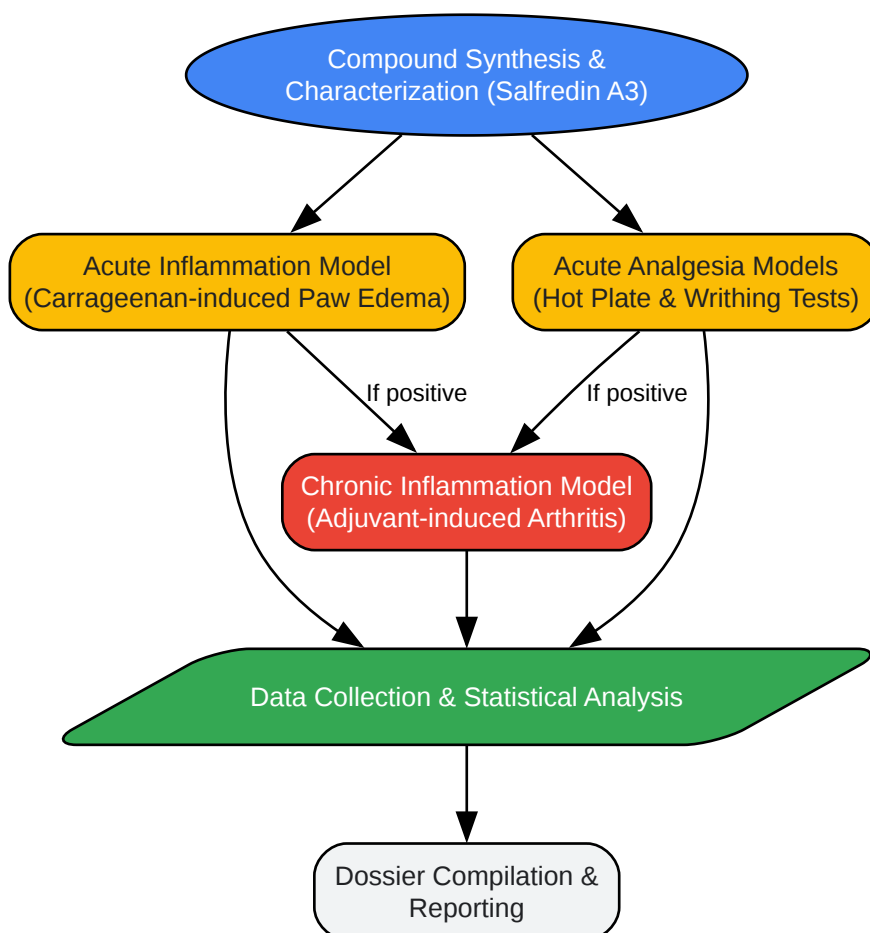 Compound Synthesis &
Characterization (Salfredin A3)
Acute Inflammation Model
(Carrageenan-induced Paw Edema)
Acute Analgesia Models
(Hot Plate & Writhing Tests)
If positive
If positive
Chronic Inflammation Model
(Adjuvant-induced Arthritis)
Data Collection & Statistical Analysis
Dossier Compilation &
Reporting